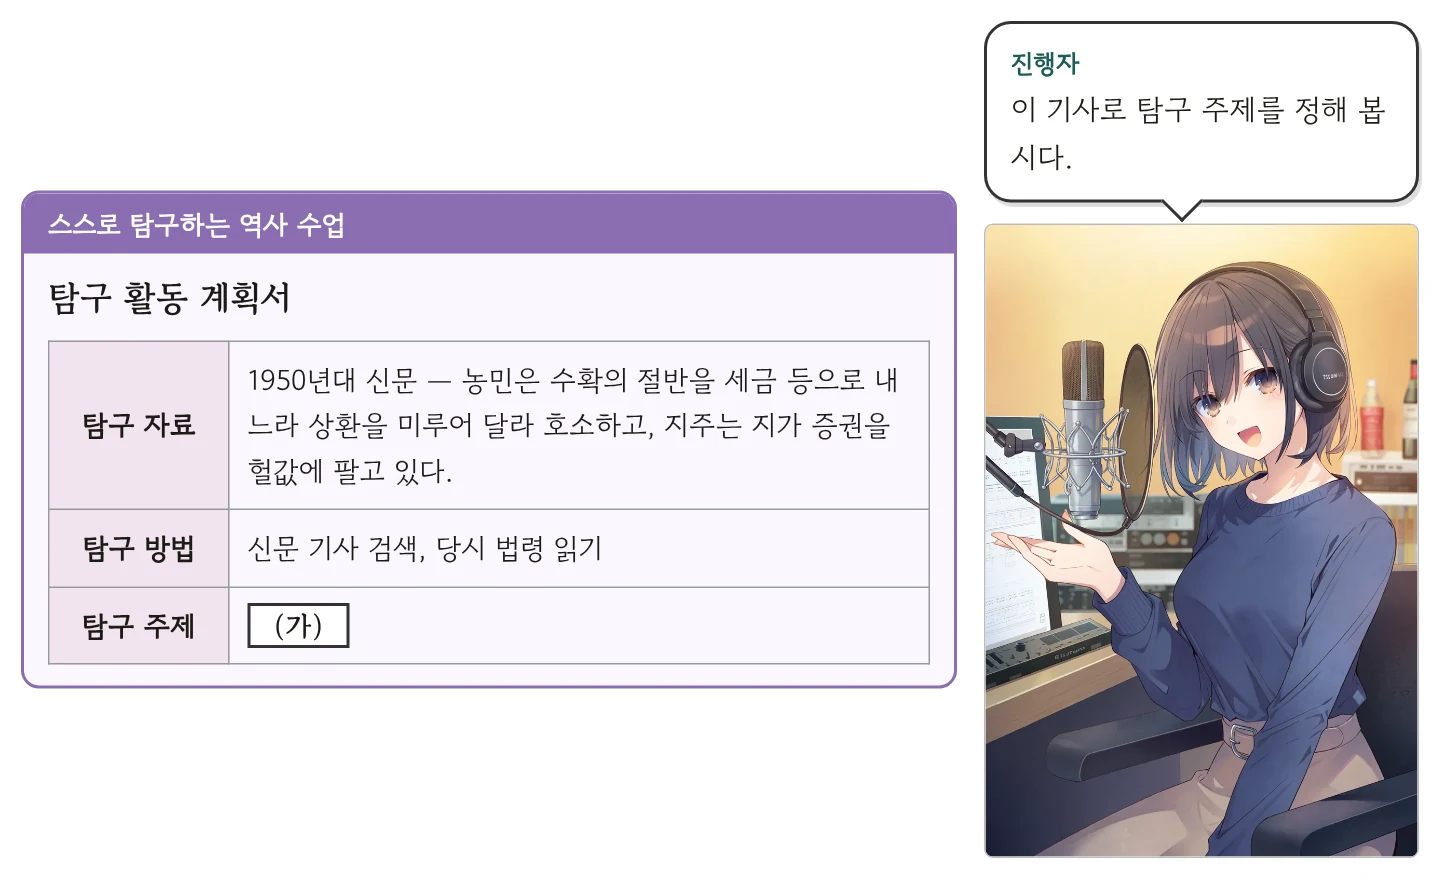 스스로 탐구하는 역사 수업
탐구 활동 계획서
탐구 자료
1950년대 신문 — 농민은 수확의 절반을 세금 등으로 내
느라 상환을 미루어 달라 호소하고, 지주는 지가 증권을
헐값에 팔고 있다.
탐구 방법
신문 기사 검색, 당시 법령 읽기
탐구 주제
(가)
진행자
이 기사로 탐구 주제를 정해 봅
시다.